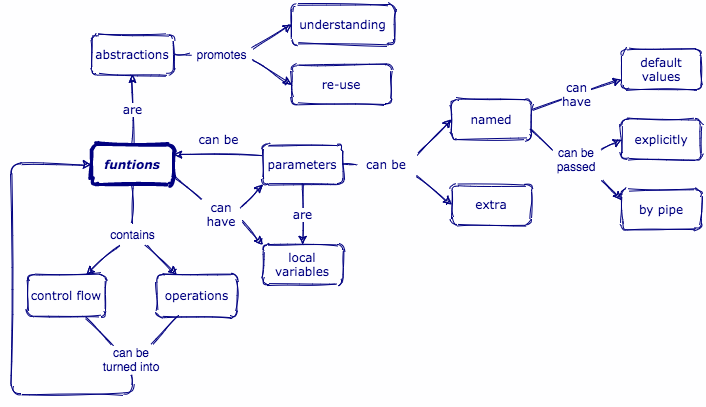 understanding
abstractions
promotes
re-use
default
values
can
have
are
named
can be
explicitly
funtions
parameters
can be
can be
passed
can
have
are
extra
by pipe
contains
local
variables
control flow
operations
can be
turned into